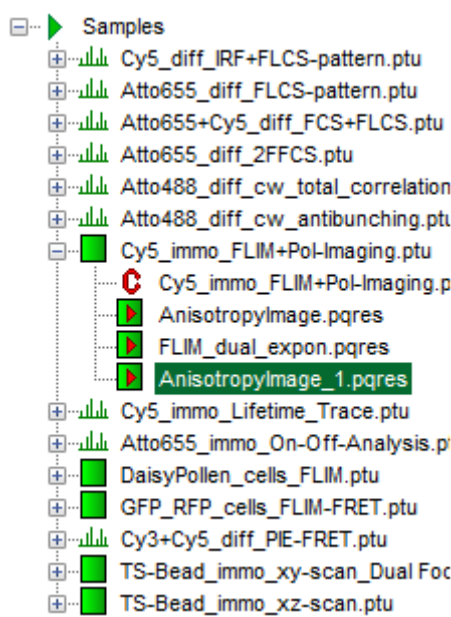 Samples
Cy5_diff_IRF+FLCS-pattern.ptu
Atto655_diff_FLCS-pattern.ptu
Atto655+Cy5_diff_FCS+FLCS.ptu
Atto655_diff_2FFCS.ptu
Atto488_diff_cw_total_correlation
Atto488_diff_cw_antibunching.ptu
Cy5_immo_FLIM+Pol-Imaging.ptu
Cy5_immo_FLIM+Pol-Imaging.p
AnisotropyImage.pqres
FLIM_dual_expon.pqres
AnisotropyImage_1.pqres
Cy5_immo_Lifetime_Trace.ptu
Atto655_immo_On-Off-Analysis.pt
DaisyPollen_cells_FLIM.ptu
GFP_RFP_cells_FLIM-FRET.ptu
Cy3+Cy5_diff_PIE-FRET.ptu
TS-Bead_immo_xy-scan_Dual Foc
TS-Bead_immo_xz-scan.ptu